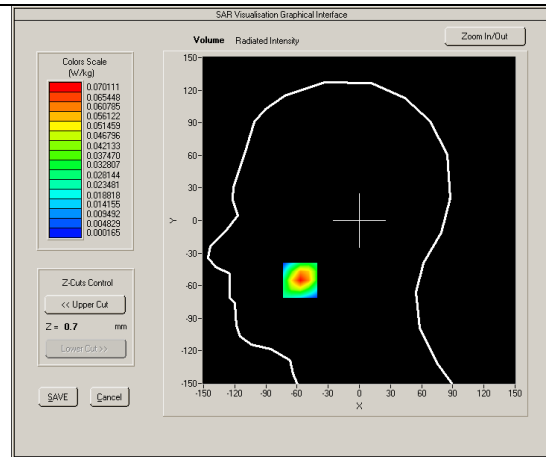 SAR Visualisation Graphical Interface
Volume Radiated Intensity
Zoom In/Out
Colors Scale
(W/kg)
0.070111
0.065448
0.060785
0.056122
0.051459
0.046796
0.042133
0.037470
0.032807
0.028144
0.023481
0.018818
0.014155
0.009492
0.004829
0.000165
Z-Cuts Control
<< Upper Cut
Z = 0.7 mm
Lower Cut >>
SAVE
Cancel
150-
120-
90-
60-
30-
0-
-30-
-60-
-90-
-120-
-150-
Y
-150 -120 -90 -60 -30 0 30 60 90 120 150
X